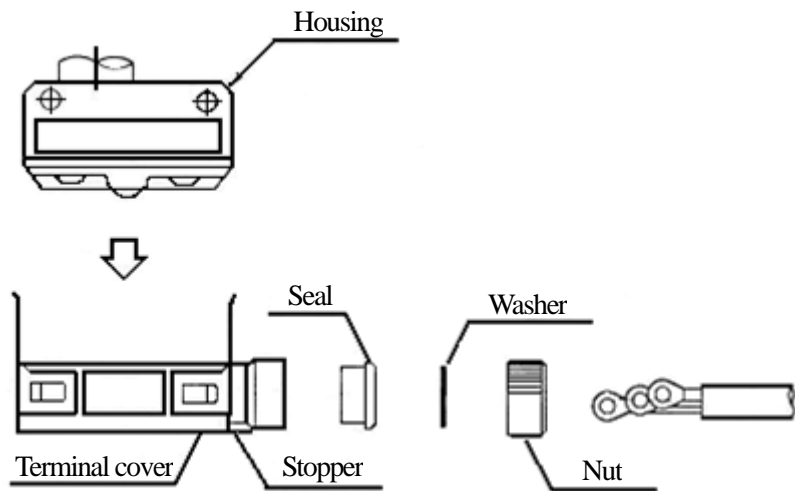 Housing
Seal
Washer
Terminal cover
Stopper
Nut